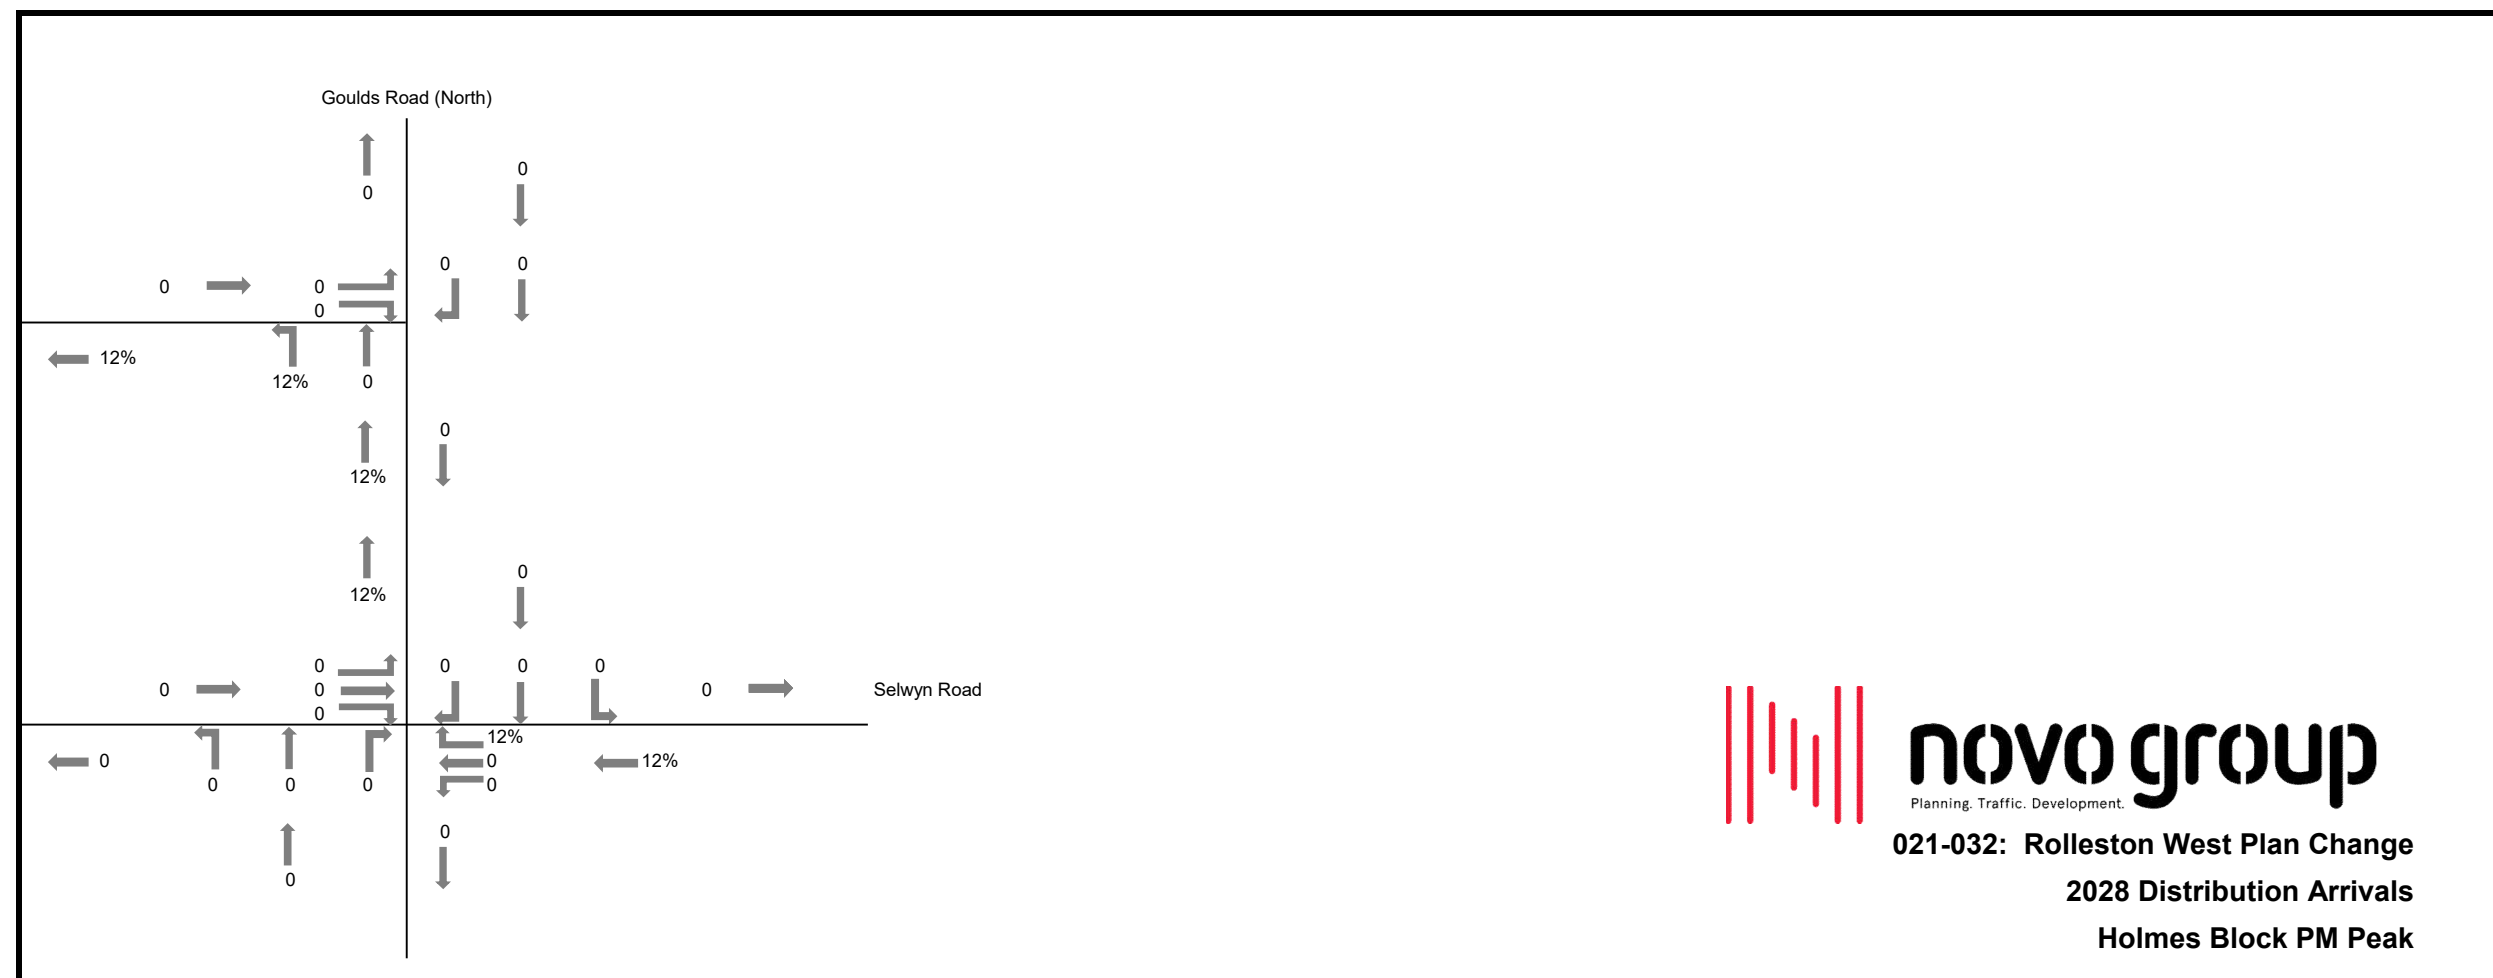 Goulds Road (North)
0
0
0 0 0 0
0
12%
12% 0
0
12%
0
12%
0 0 0 0
0 0 0 Selwyn Road
0
12%
0 0 12%
0 0 0 0
0
0
novo group
Planning. Traffic. Development.
021-032: Rolleston West Plan Change
2028 Distribution Arrivals
Holmes Block PM Peak